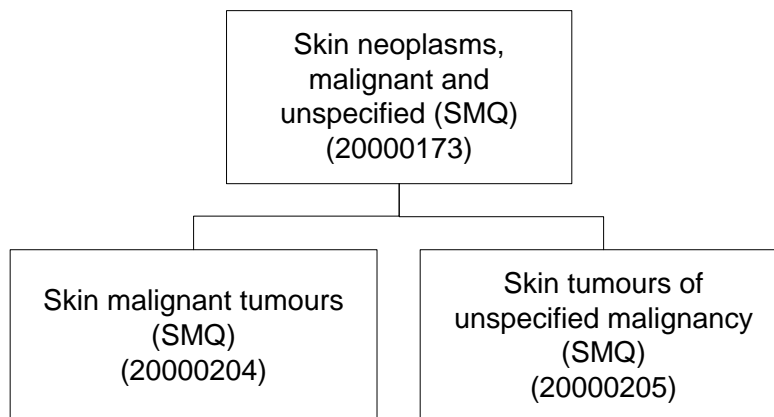 Skin neoplasms,
malignant and
unspecified (SMQ)
(20000173)
Skin malignant tumours
(SMQ)
(20000204)
Skin tumours of
unspecified malignancy
(SMQ)
(20000205)